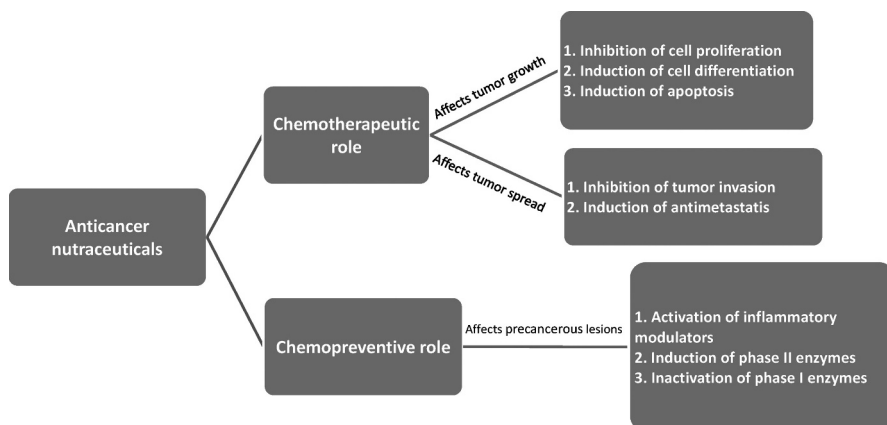 Anticancer
nutraceuticals
Chemotherapeutic
role
Affects tumor growth
1. Inhibition of cell proliferation
2. Induction of cell differentiation
3. Induction of apoptosis
Affects tumor spread
1. Inhibition of tumor invasion
2. Induction of antimetastatis
Chemopreventive role
Affects precancerous lesions
1. Activation of inflammatory
modulators
2. Induction of phase II enzymes
3. Inactivation of phase I enzymes